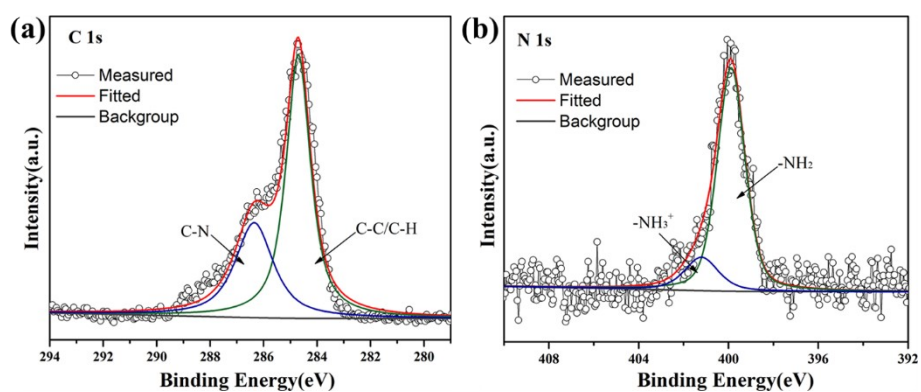 (a)
C 1s
Measured
Fitted
Backgroup
C-N
C-C/C-H
Intensity(a.u.)
294 292 290 288 286 284 282 280
Binding Energy(eV)
(b)
N 1s
Measured
Fitted
Backgroup
-NH₂
-NH₃⁺
Intensity(a.u.)
408 404 400 396 392
Binding Energy(eV)